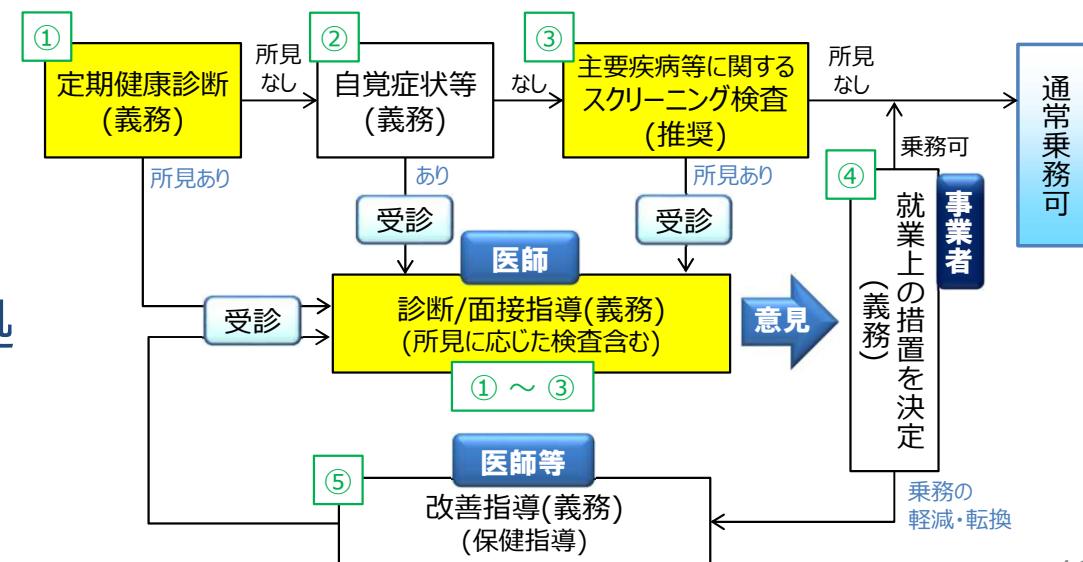 ①
定期健康診断
(義務)
所見
なし
②
自覚症状等
(義務)
なし
③
主要疾病等に関する
スクリーニング検査
(推奨)
所見
なし
通常乗務可
所見あり
あり
所見あり
乗務可
受診
受診
④
事業者
就業上の措置を決定
(義務)
医師
受診
診断/面接指導(義務)
(所見に応じた検査含む)
意見
① ～ ③
医師等
⑤
改善指導(義務)
(保健指導)
乗務の
軽減・転換